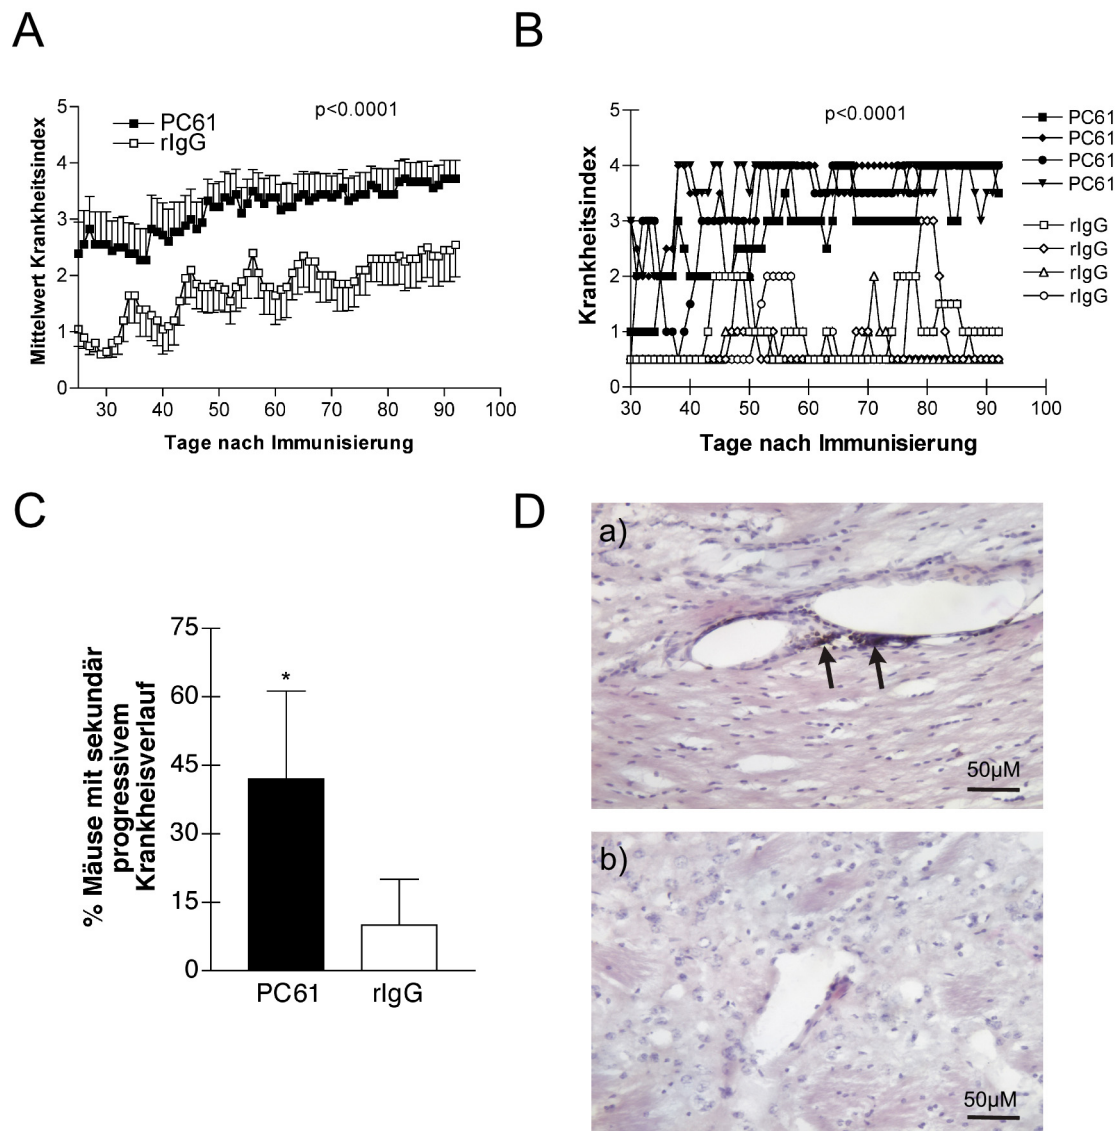 A
Mittelwert Krankheitsindex
5
4
3
2
1
0
PC61
rIgG
p<0.0001
30 40 50 60 70 80 90 100
Tage nach Immunisierung
B
Krankheitsindex
5
4
3
2
1
0
p<0.0001
PC61
PC61
PC61
PC61
rIgG
rIgG
rIgG
rIgG
30 40 50 60 70 80 90 100
Tage nach Immunisierung
C
% Mäuse mit sekundär
progressivem
Krankheisverlauf
75
60
45
30
15
0
*
PC61 rIgG
D
a)
50µM
b)
50µM